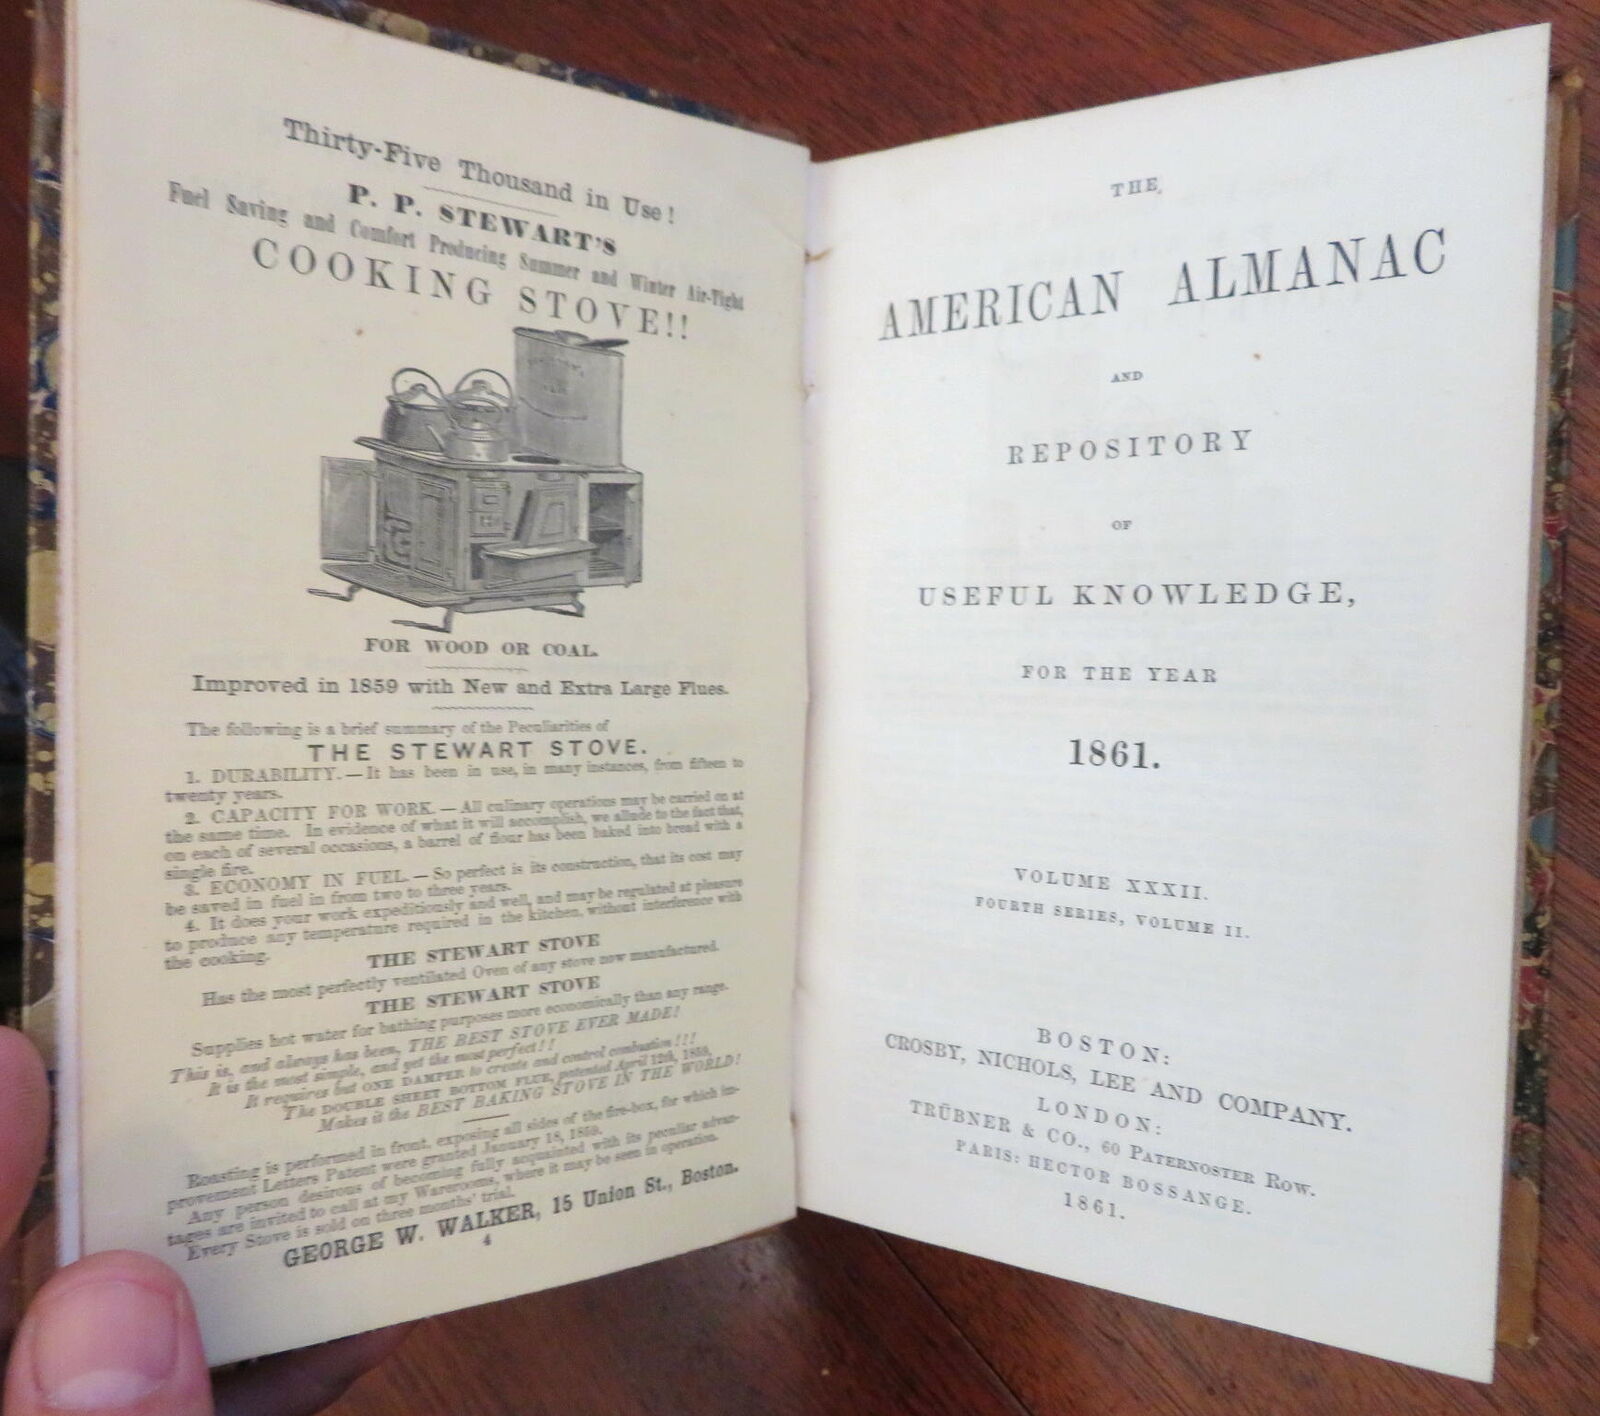 Thirty-Five Thousand in Use!
P. P. STEWART'S
Fuel Saving and Comfort Producing Summer and Winter Air-Tight
COOKING STOVE!!
FOR WOOD OR COAL.
Improved in 1859 with New and Extra Large Flues.
The following is a brief summary of the Peculiarities of
THE STEWART STOVE.
1. DURABILITY.—It has been in use, in many instances, from fifteen to
twenty years.
2. CAPACITY FOR WORK.—All culinary operations may be carried on at
the same time. In evidence of what it will accomplish, we allude to the fact that,
on each of several occasions, a barrel of flour has been baked into bread with a
single fire.
3. ECONOMY IN FUEL.—So perfect is its construction, that its cost may
be saved in fuel in from two to three years.
4. It does your work expeditiously and well, and may be regulated at pleasure
to produce any temperature required in the kitchen, without interference with
the cooking.
THE STEWART STOVE
Has the most perfectly ventilated Oven of any stove now manufactured.
THE STEWART STOVE
Supplies hot water for bathing purposes more economically than any range.
This is, and always has been, THE BEST STOVE EVER MADE!
It is the most simple, and yet the most perfect!!
It requires but ONE DAMPER to create and control combustion!!!
The DOUBLE SHEET BOTTOM FLUE, patented April 12th, 1859,
Makes it the BEST BAKING STOVE IN THE WORLD!
Roasting is performed in front, exposing all sides of the fire-box, for which im-
provement Letters Patent were granted January 18, 1859.
Any person desirous of becoming fully acquainted with its peculiar advan-
tages are invited to call at my Warerooms, where it may be seen in operation.
Every Stove is sold on three months' trial.
GEORGE W. WALKER, 15 Union St., Boston.
4
THE
AMERICAN ALMANAC
AND
REPOSITORY
OF
USEFUL KNOWLEDGE,
FOR THE YEAR
1861.
VOLUME XXXII.
FOURTH SERIES, VOLUME II.
BOSTON:
CROSBY, NICHOLS, LEE AND COMPANY.
LONDON:
TRÜBNER & CO., 60 PATERNOSTER ROW.
PARIS: HECTOR BOSSANGE.
1861.